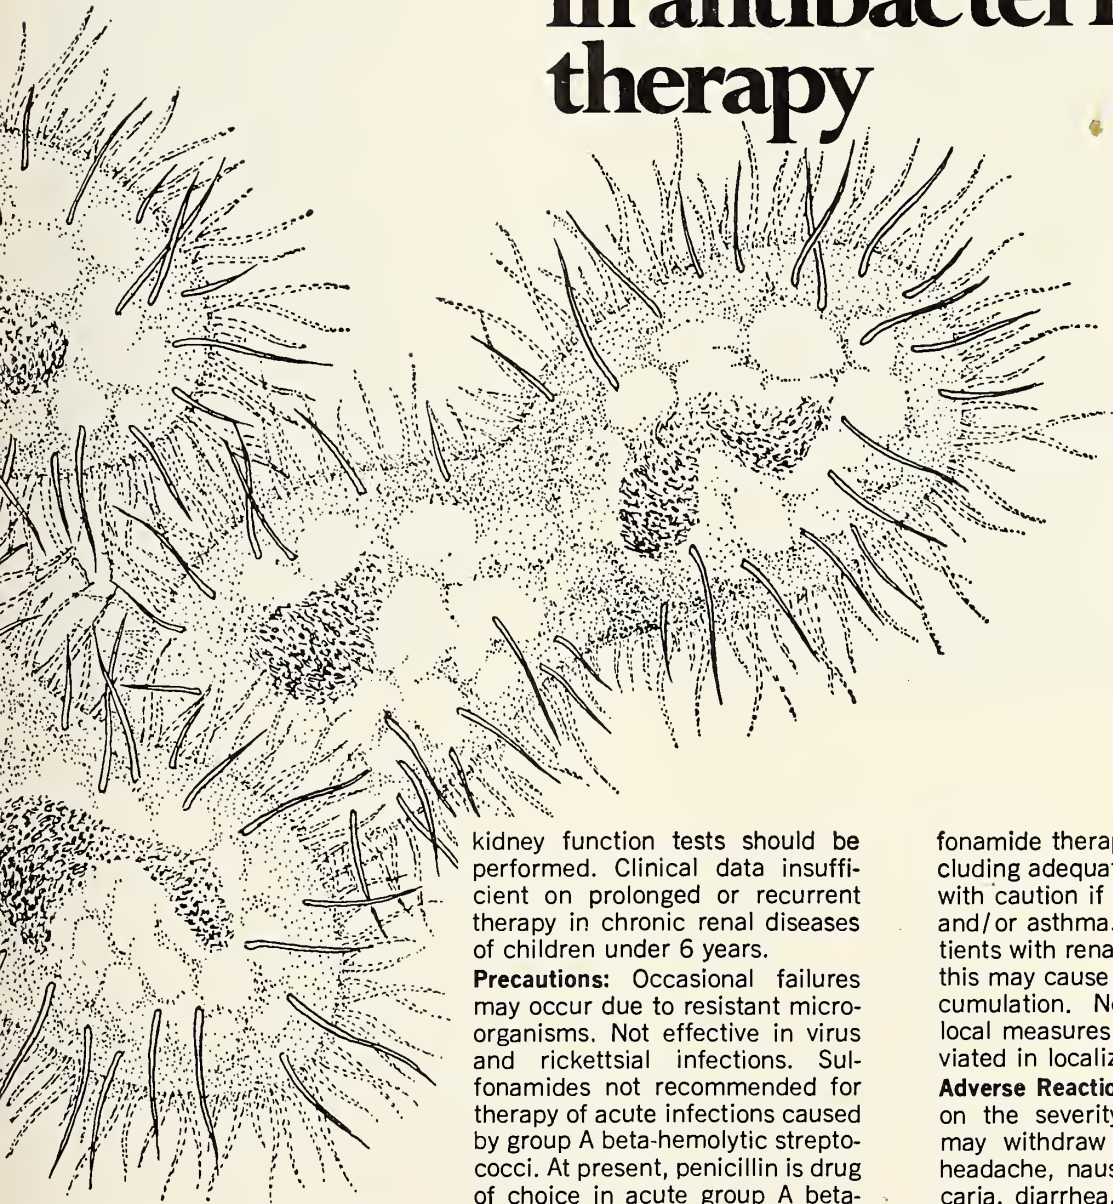 therapy
kidney function tests should be
performed. Clinical data insuffi-
cient on prolonged or recurrent
therapy in chronic renal diseases
of children under 6 years.
Precautions: Occasional failures
may occur due to resistant micro-
organisms. Not effective in virus
and rickettsial infections. Sul-
fonamides not recommended for
therapy of acute infections caused
by group A beta-hemolytic strepto-
cocci. At present, penicillin is drug
of choice in acute group A beta-
fonamide therap
cluding adequa
with caution if
and/or asthma.
tients with rena
this may cause
cumulation.
local measures
viated in localiz
Adverse Reactio
on the severity
may withdraw
headache, naus
caria, diarrhea